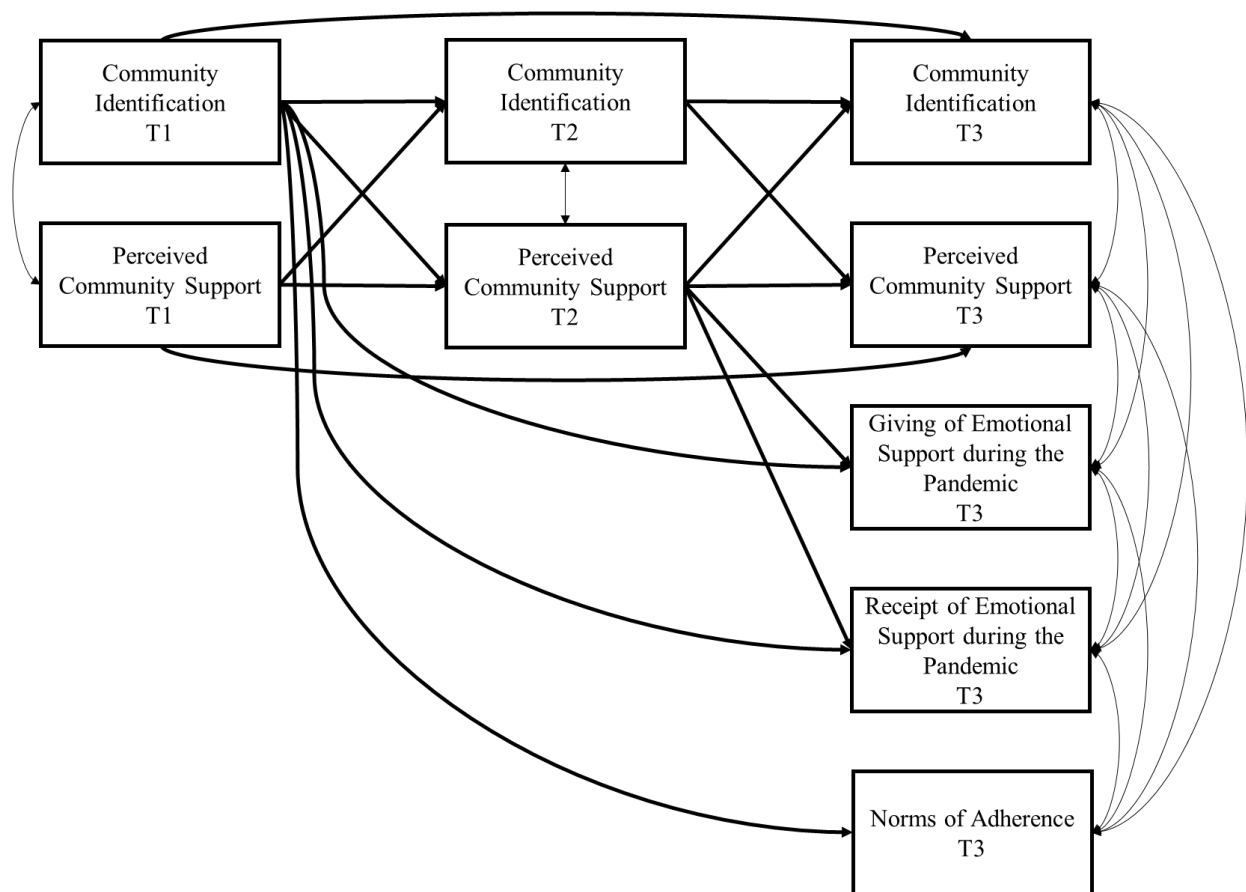 Community
Identification
T1
Community
Identification
T2
Community
Identification
T3
Perceived
Community Support
T1
Perceived
Community Support
T2
Perceived
Community Support
T3
Giving of Emotional
Support during the
Pandemic
T3
Receipt of Emotional
Support during the
Pandemic
T3
Norms of Adherence
T3